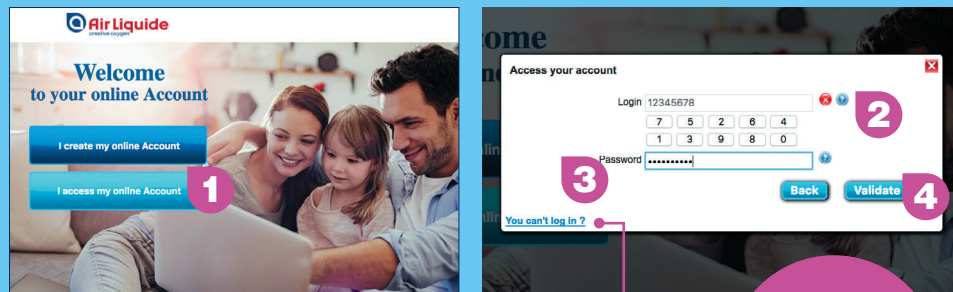 Air Liquide
creative oxygen
Welcome
to your online Account
I create my online Account
I access my online Account
1
ome
Access your account
Login 12345678
7 5 2 6 4
1 3 9 8 0
Password ••••••••••
2
3
Back Validate
4
You can't log in ?